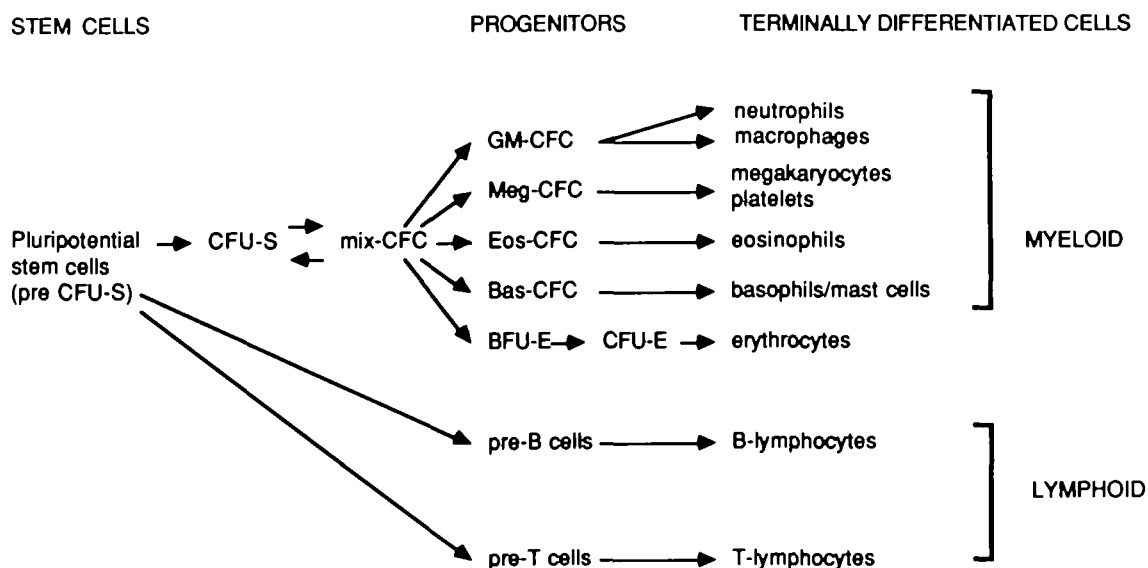 STEM CELLS PROGENITORS TERMINALLY DIFFERENTIATED CELLS
neutrophils
GM-CFC macrophages
megakaryocytes
Meg-CFC platelets
Pluripotential CFU-S mix-CFC Eos-CFC eosinophils MYELOID
stem cells
(pre CFU-S) Bas-CFC basophils/mast cells
BFU-E CFU-E erythrocytes
pre-B cells B-lymphocytes
LYMPHOID
pre-T cells T-lymphocytes